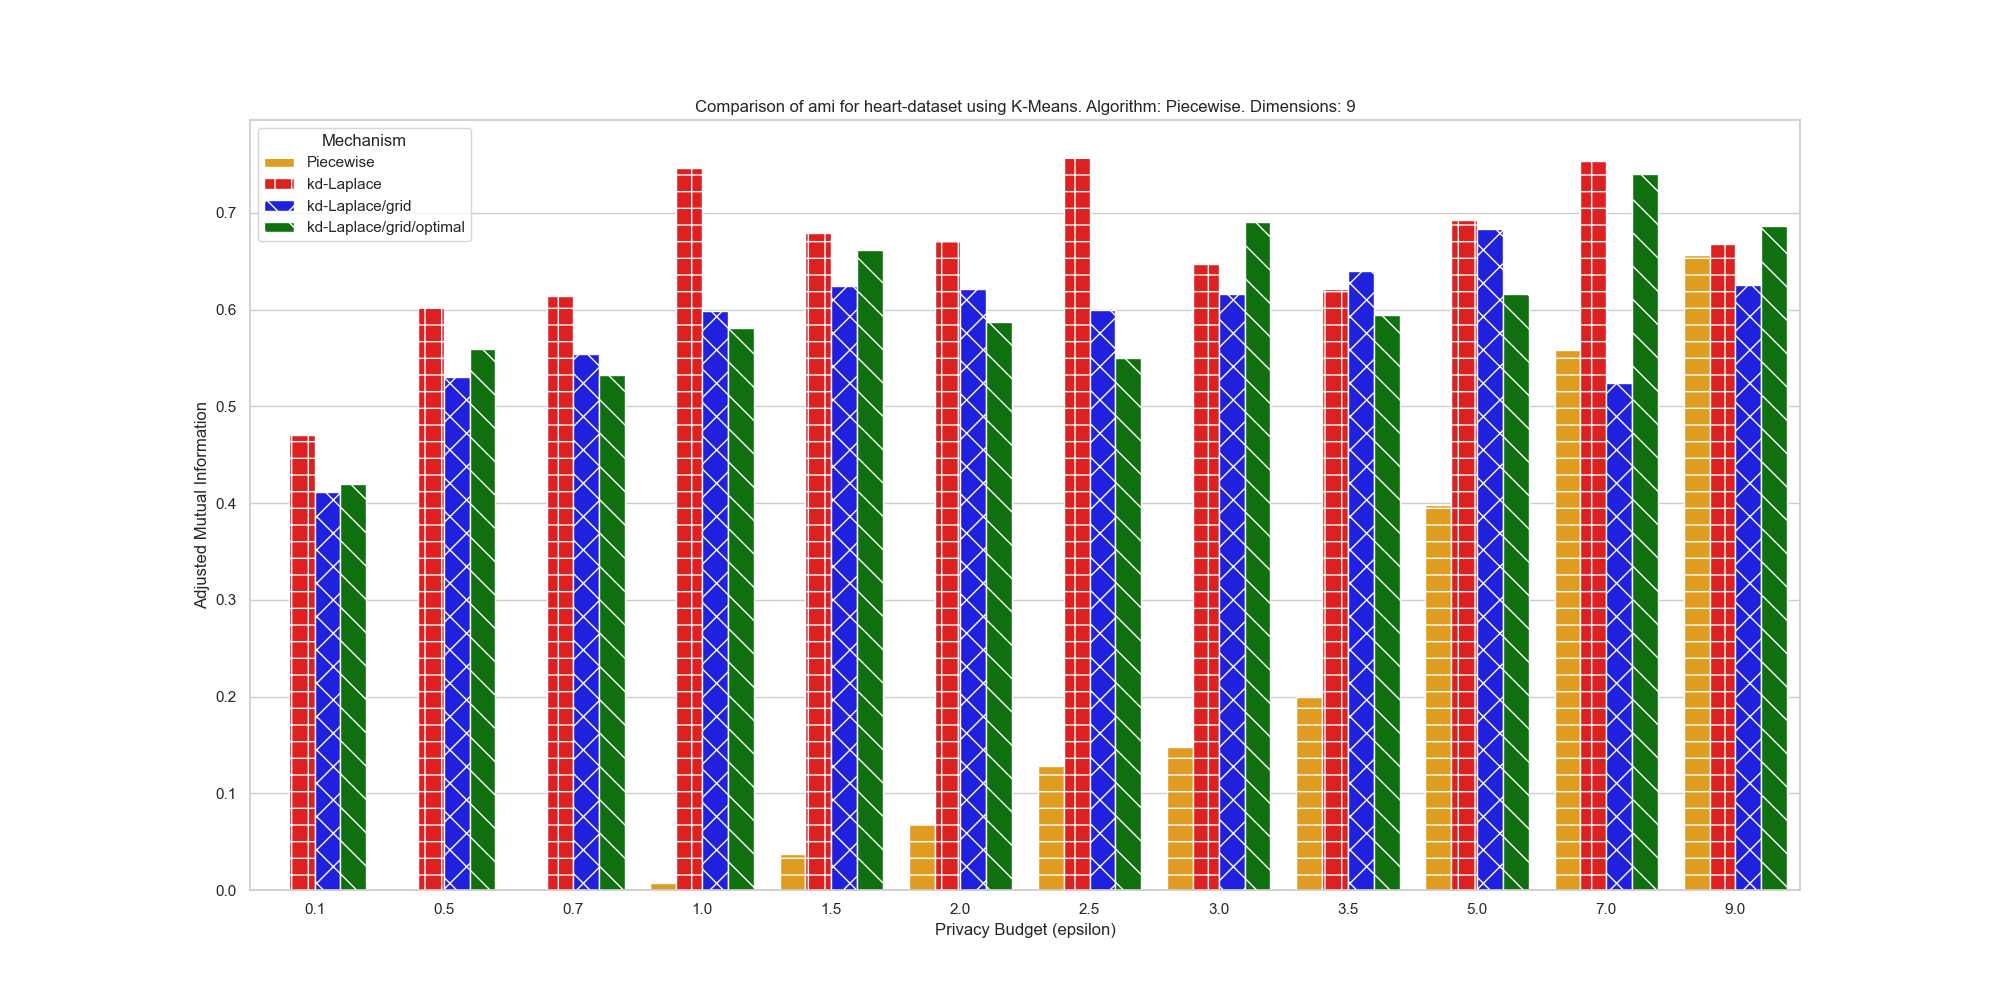 Comparison of ami for heart-dataset using K-Means. Algorithm: Piecewise. Dimensions: 9
Mechanism
Piecewise
kd-Laplace
kd-Laplace/grid
kd-Laplace/grid/optimal
Adjusted Mutual Information
0.7
0.6
0.5
0.4
0.3
0.2
0.1
0.0
0.1 0.5 0.7 1.0 1.5 2.0 2.5 3.0 3.5 5.0 7.0 9.0
Privacy Budget (epsilon)